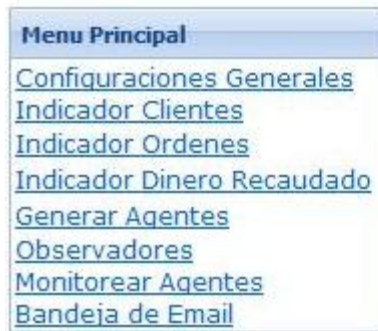 Menu Principal
Configuraciones Generales
Indicador Clientes
Indicador Ordenes
Indicador Dinero Recaudado
Generar Agentes
Observadores
Monitorear Agentes
Bandeja de Email